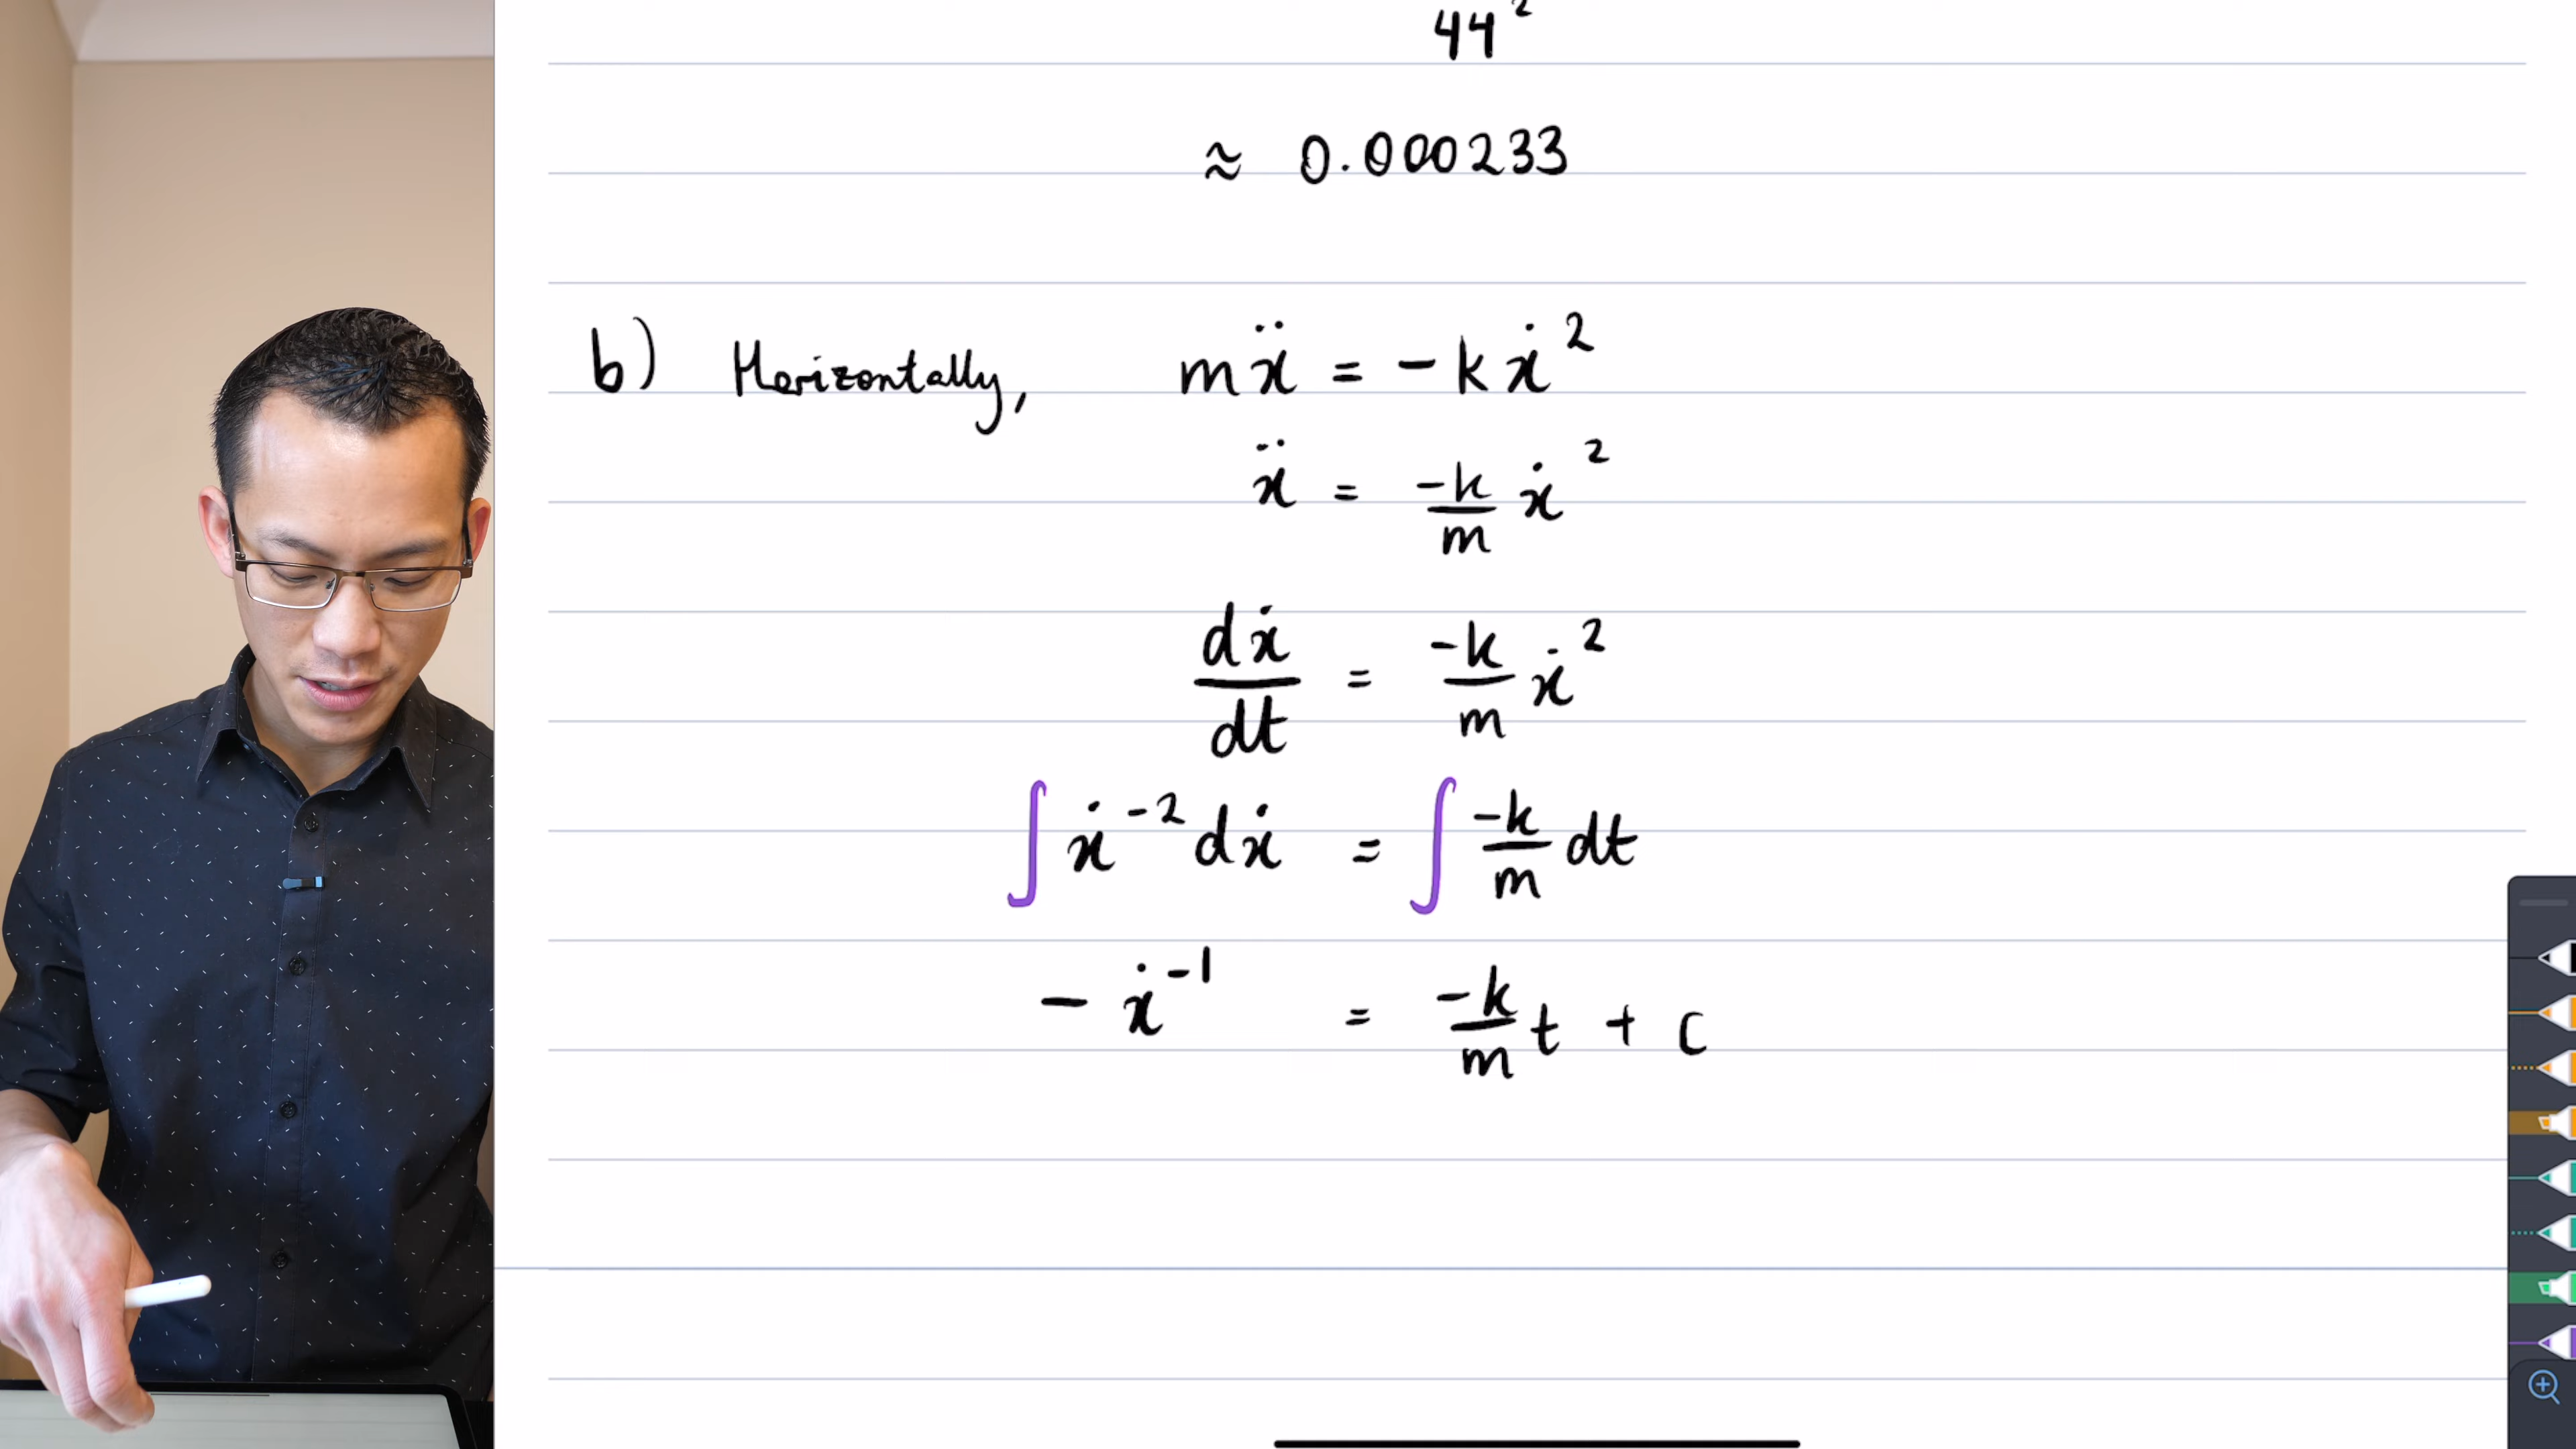 44²
≈ 0.000233
b) Horizontally, mẍ = -kẋ²
ẍ = -k/m ẋ²
dẋ/dt = -k/m ẋ²
∫ ẋ⁻² dẋ = ∫ -k/m dt
- ẋ⁻¹ = -k/m t + C